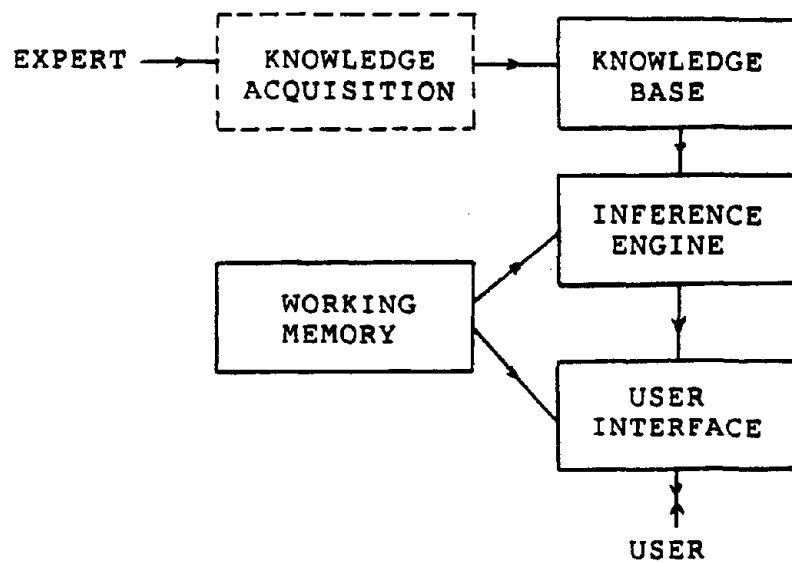 EXPERT
KNOWLEDGE
ACQUISITION
KNOWLEDGE
BASE
INFERENCE
ENGINE
WORKING
MEMORY
USER
INTERFACE
USER